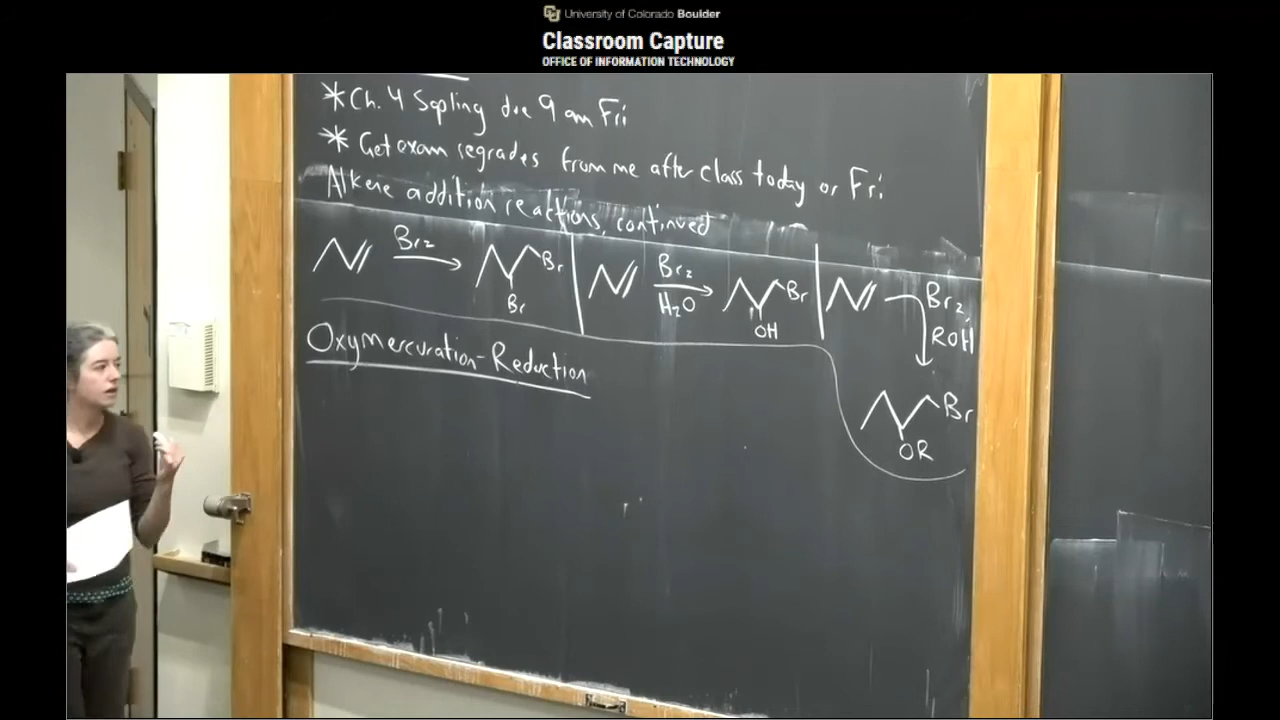 University of Colorado Boulder
Classroom Capture
OFFICE OF INFORMATION TECHNOLOGY
*Ch. 4 Sapling due 9 am Fri
* Get exam regrades from me after class today or Fri
Alkene addition reactions, continued
Br2
Br
Br
Br2
H2O
Br
OH
Br2,
ROH
Br
OR
Oxymercuration-Reduction